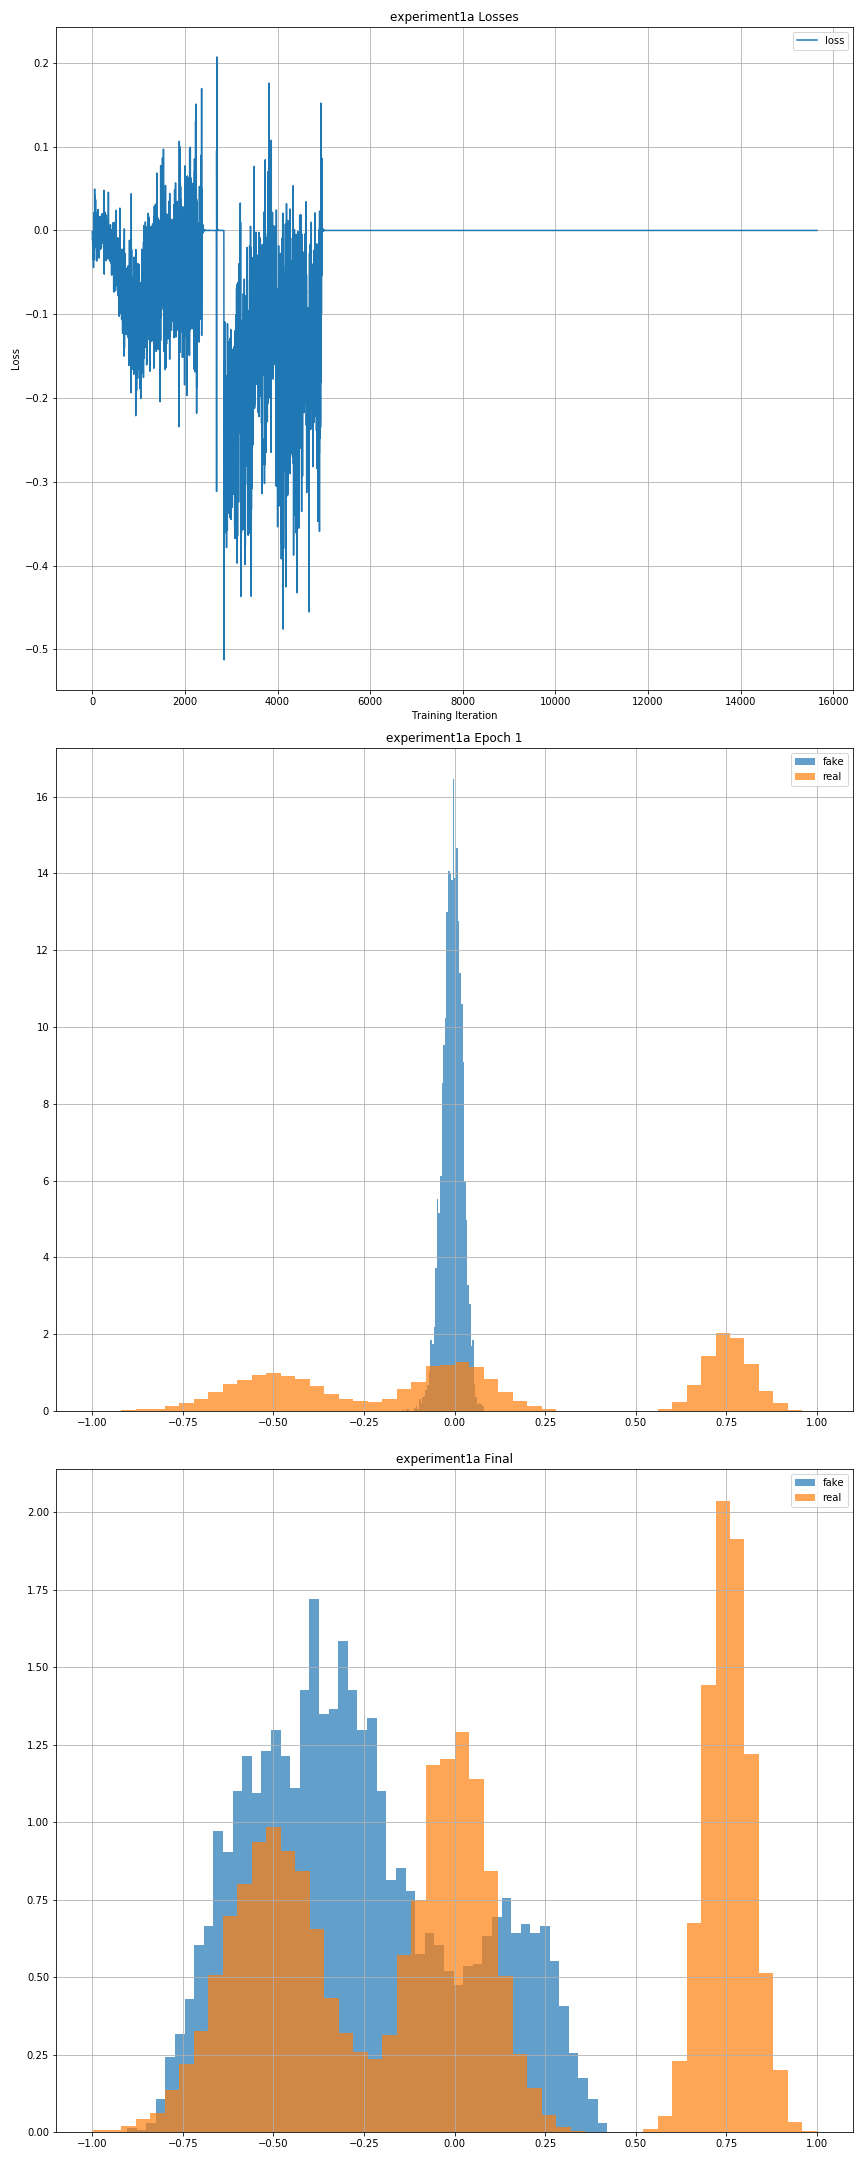 experiment1a Losses
loss
0.2
0.1
0.0
−0.1
−0.2
−0.3
−0.4
−0.5
Loss
0 2000 4000 6000 8000 10000 12000 14000 16000
Training Iteration
experiment1a Epoch 1
fake
real
16
14
12
10
8
6
4
2
0
−1.00 −0.75 −0.50 −0.25 0.00 0.25 0.50 0.75 1.00
experiment1a Final
fake
real
2.00
1.75
1.50
1.25
1.00
0.75
0.50
0.25
0.00
−1.00 −0.75 −0.50 −0.25 0.00 0.25 0.50 0.75 1.00